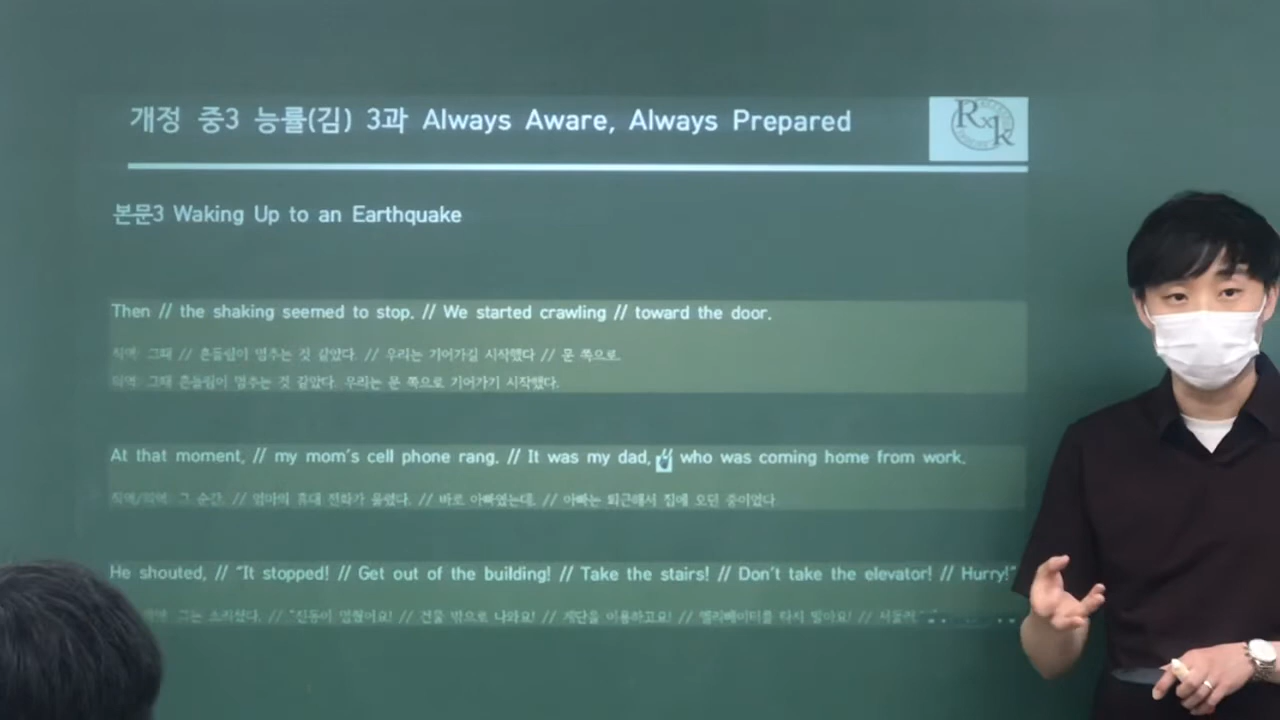 개정 중3 능률(김) 3과 Always Aware, Always Prepared
RxK
본문3 Waking Up to an Earthquake
Then // the shaking seemed to stop. // We started crawling // toward the door.
직역: 그때 // 흔들림이 멈추는 것 같았다. // 우리는 기어가길 시작했다 // 문 쪽으로.
의역: 그때 흔들림이 멈추는 것 같았다. 우리는 문 쪽으로 기어가기 시작했다.
At that moment, // my mom's cell phone rang. // It was my dad, // who was coming home from work.
직역/의역: 그 순간, // 엄마의 휴대 전화가 울렸다. // 바로 아빠였는데, // 아빠는 퇴근해서 집에 오던 중이었다
He shouted, // "It stopped! // Get out of the building! // Take the stairs! // Don't take the elevator! // Hurry!"
그는 소리쳤다. // "진동이 멈췄어요! // 건물 밖으로 나와요! // 계단을 이용하고요! // 엘리베이터를 타지 말아요! // 서둘러